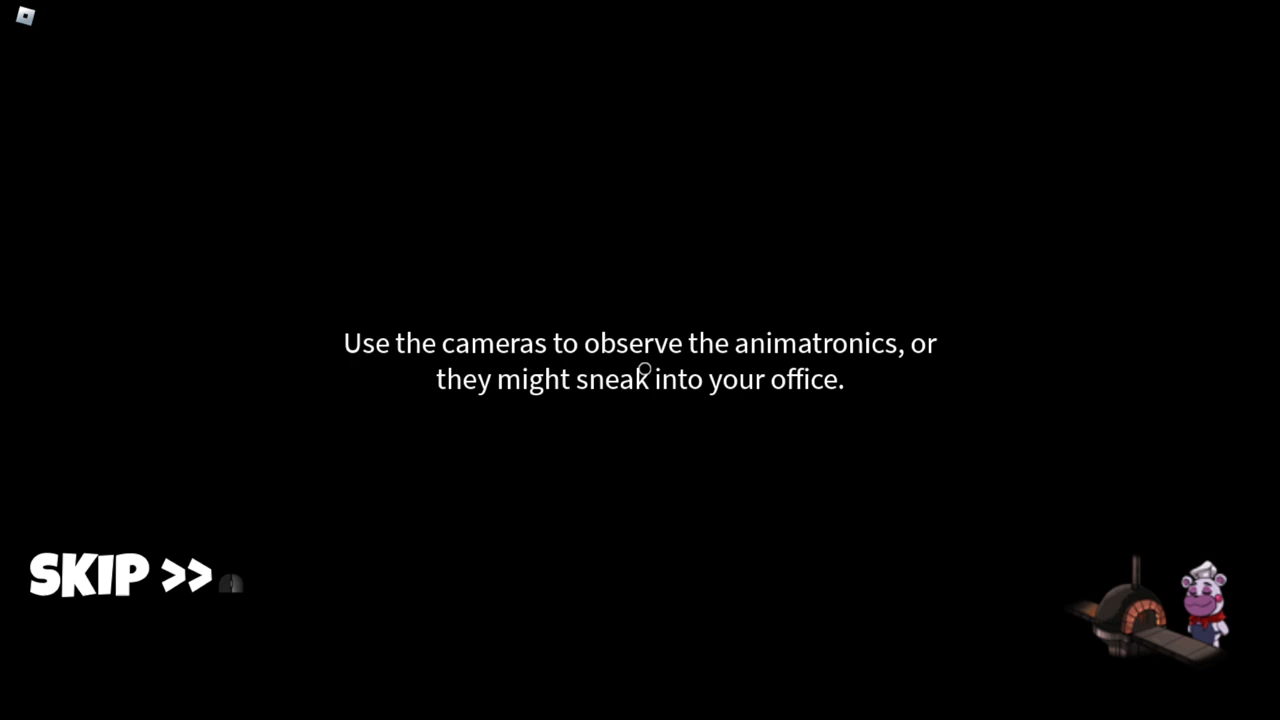 Use the cameras to observe the animatronics, or
they might sneak into your office.
SKIP >>